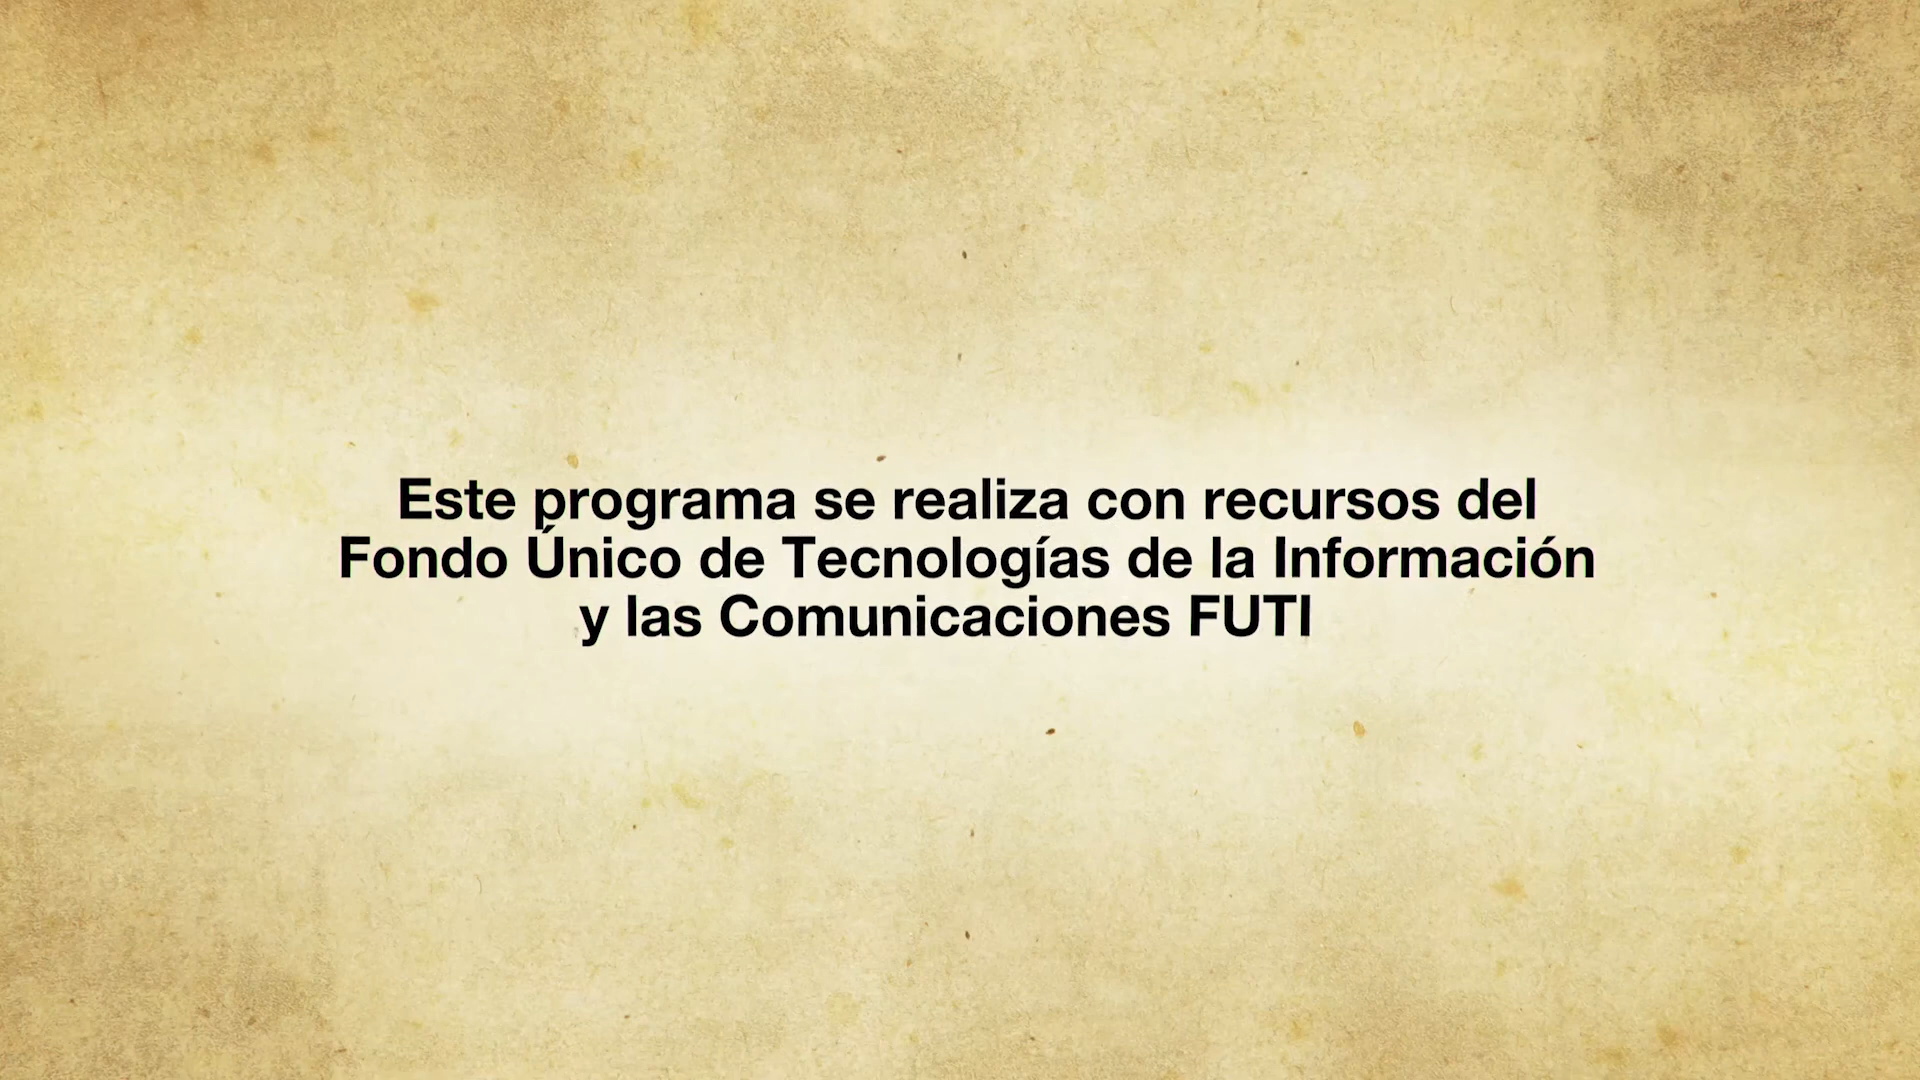 Este programa se realiza con recursos del
Fondo Único de Tecnologías de la Información
y las Comunicaciones FUTI